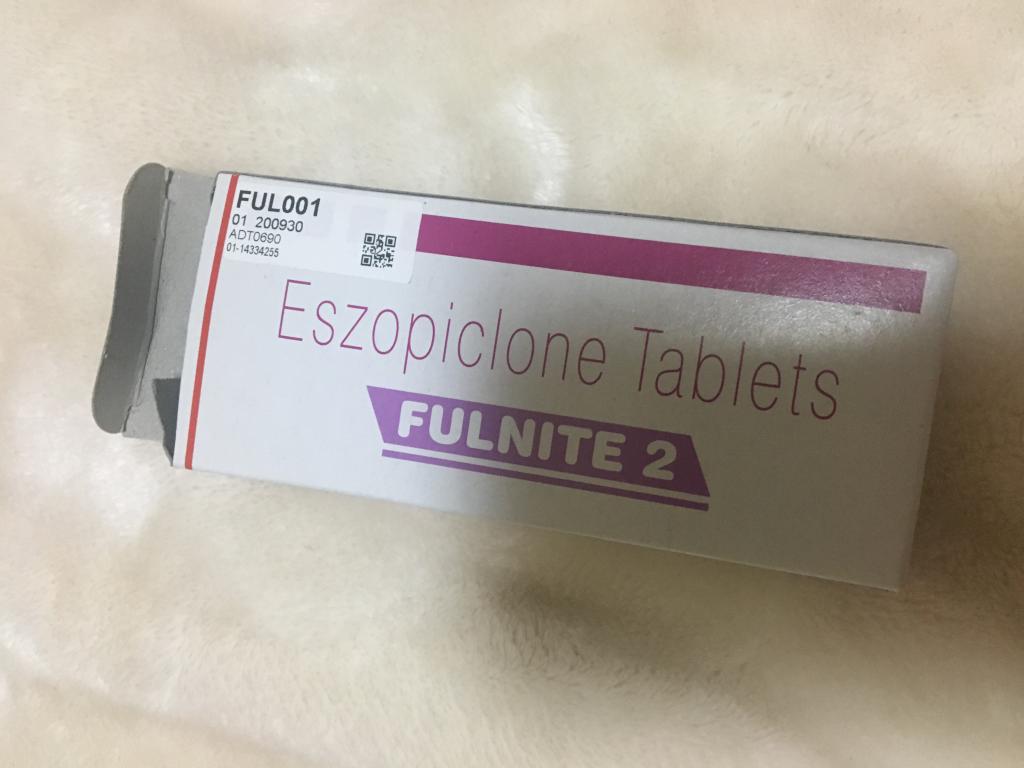 FUL001
01 200930
ADT0690
01-14334255
Eszopiclone Tablets
FULNITE 2